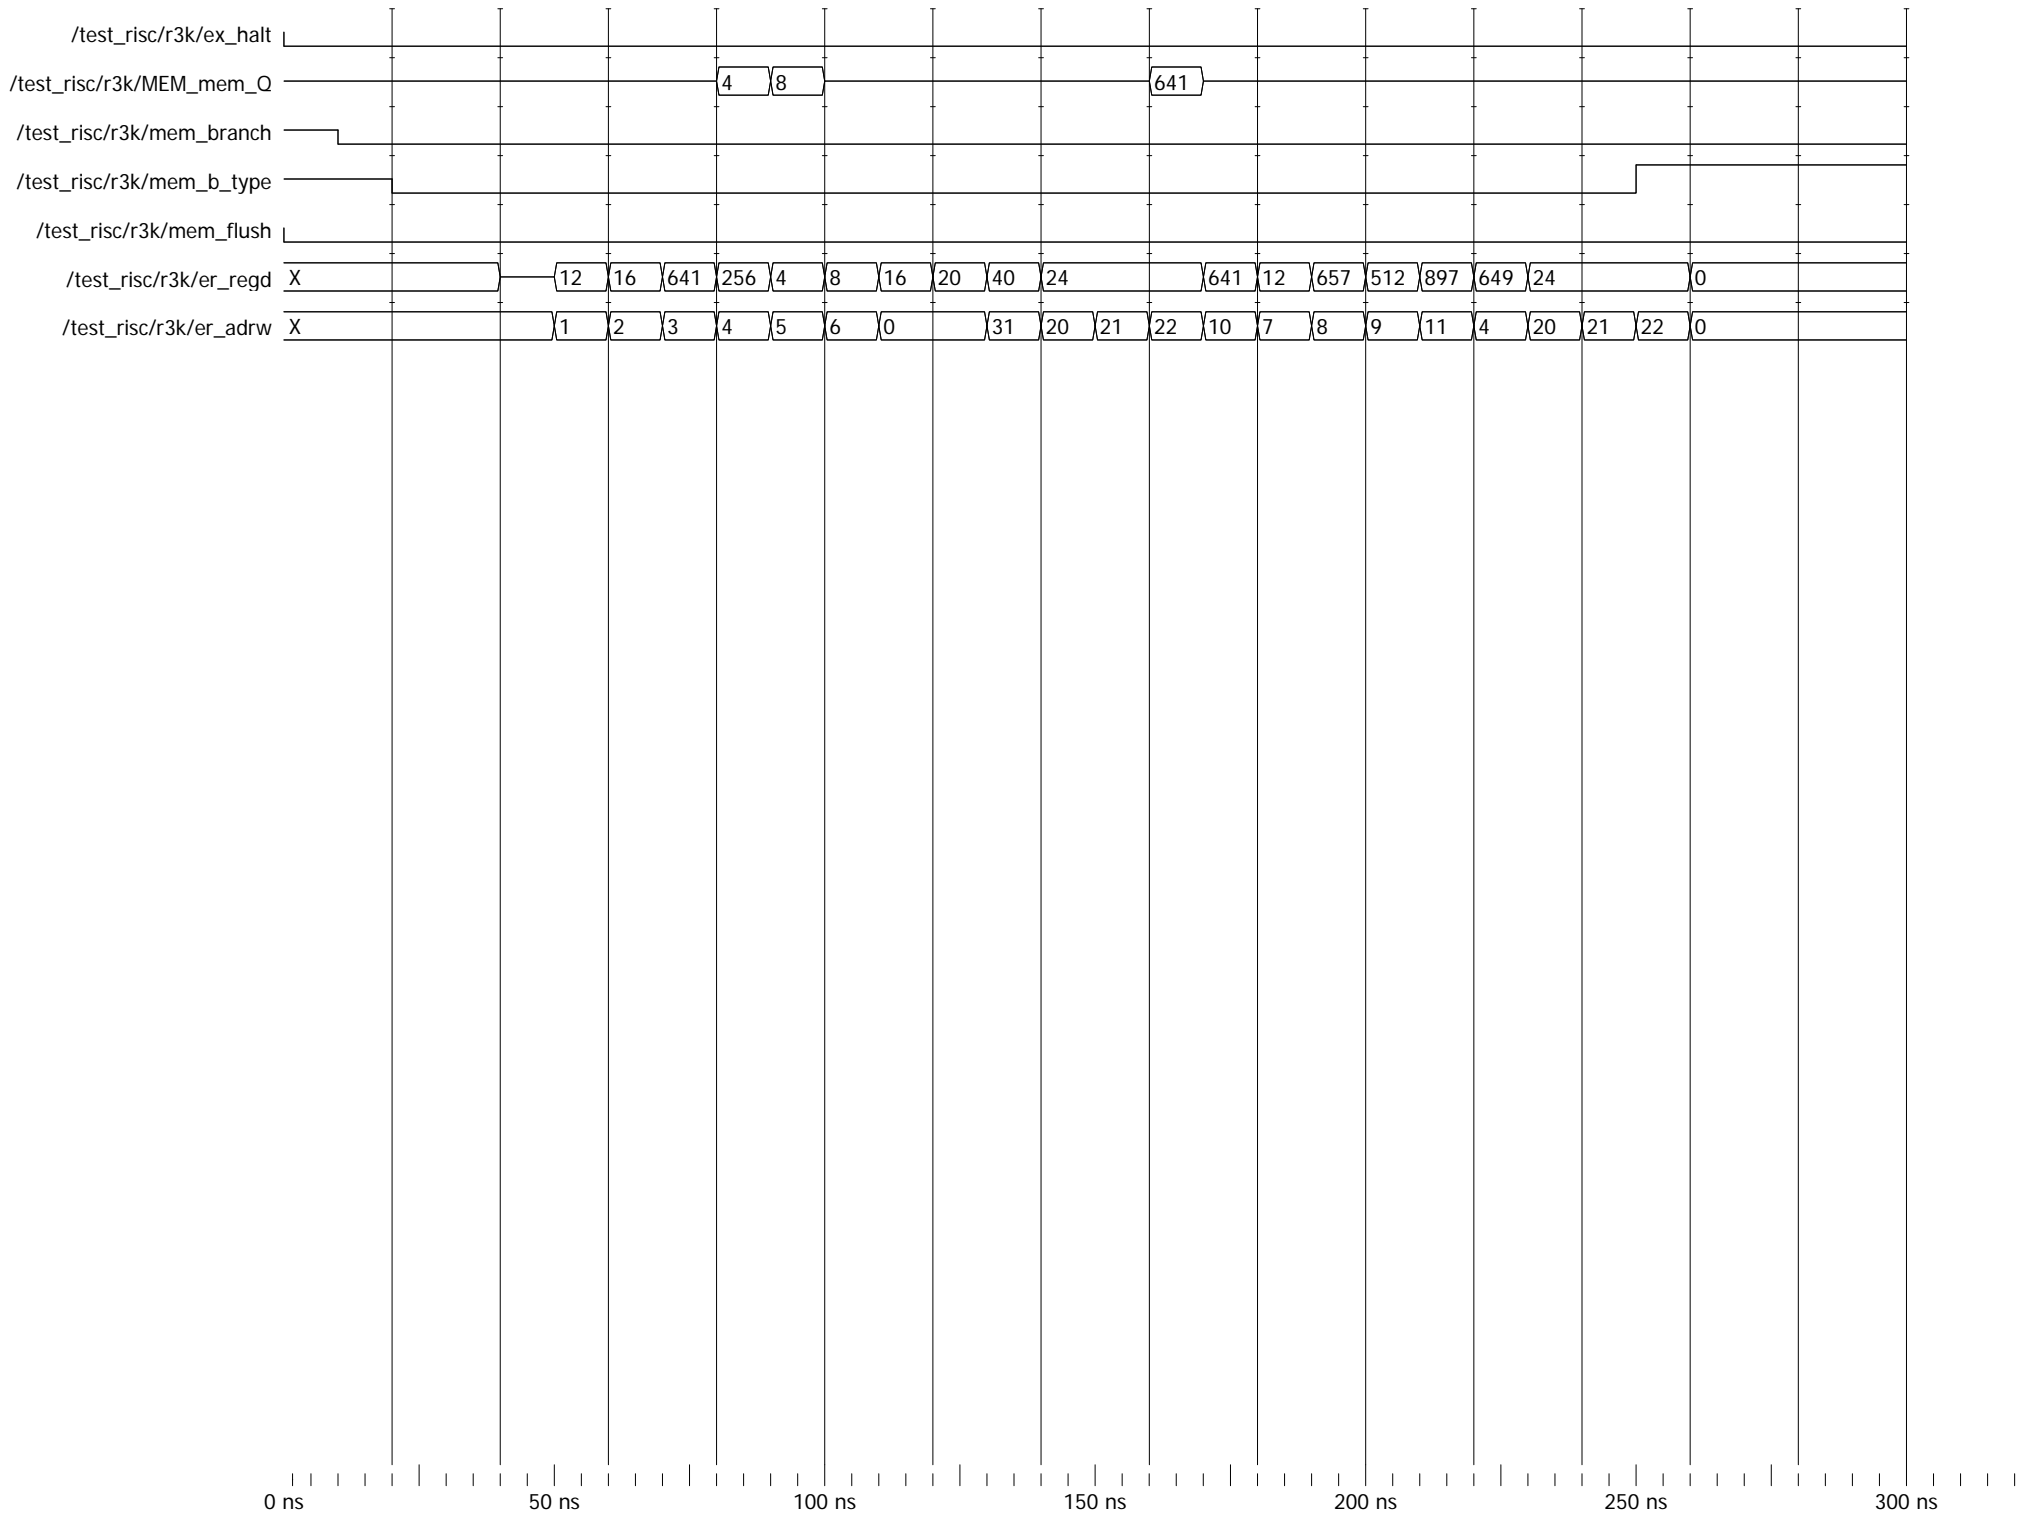 /test_risc/r3k/ex_halt
/test_risc/r3k/MEM_mem_Q 4 8 641
/test_risc/r3k/mem_branch
/test_risc/r3k/mem_b_type
/test_risc/r3k/mem_flush
/test_risc/r3k/er_regd X 12 16 641 256 4 8 16 20 40 24 641 12 657 512 897 649 24 0
/test_risc/r3k/er_adrw X 1 2 3 4 5 6 0 31 20 21 22 10 7 8 9 11 4 20 21 22 0
0 ns 50 ns 100 ns 150 ns 200 ns 250 ns 300 ns